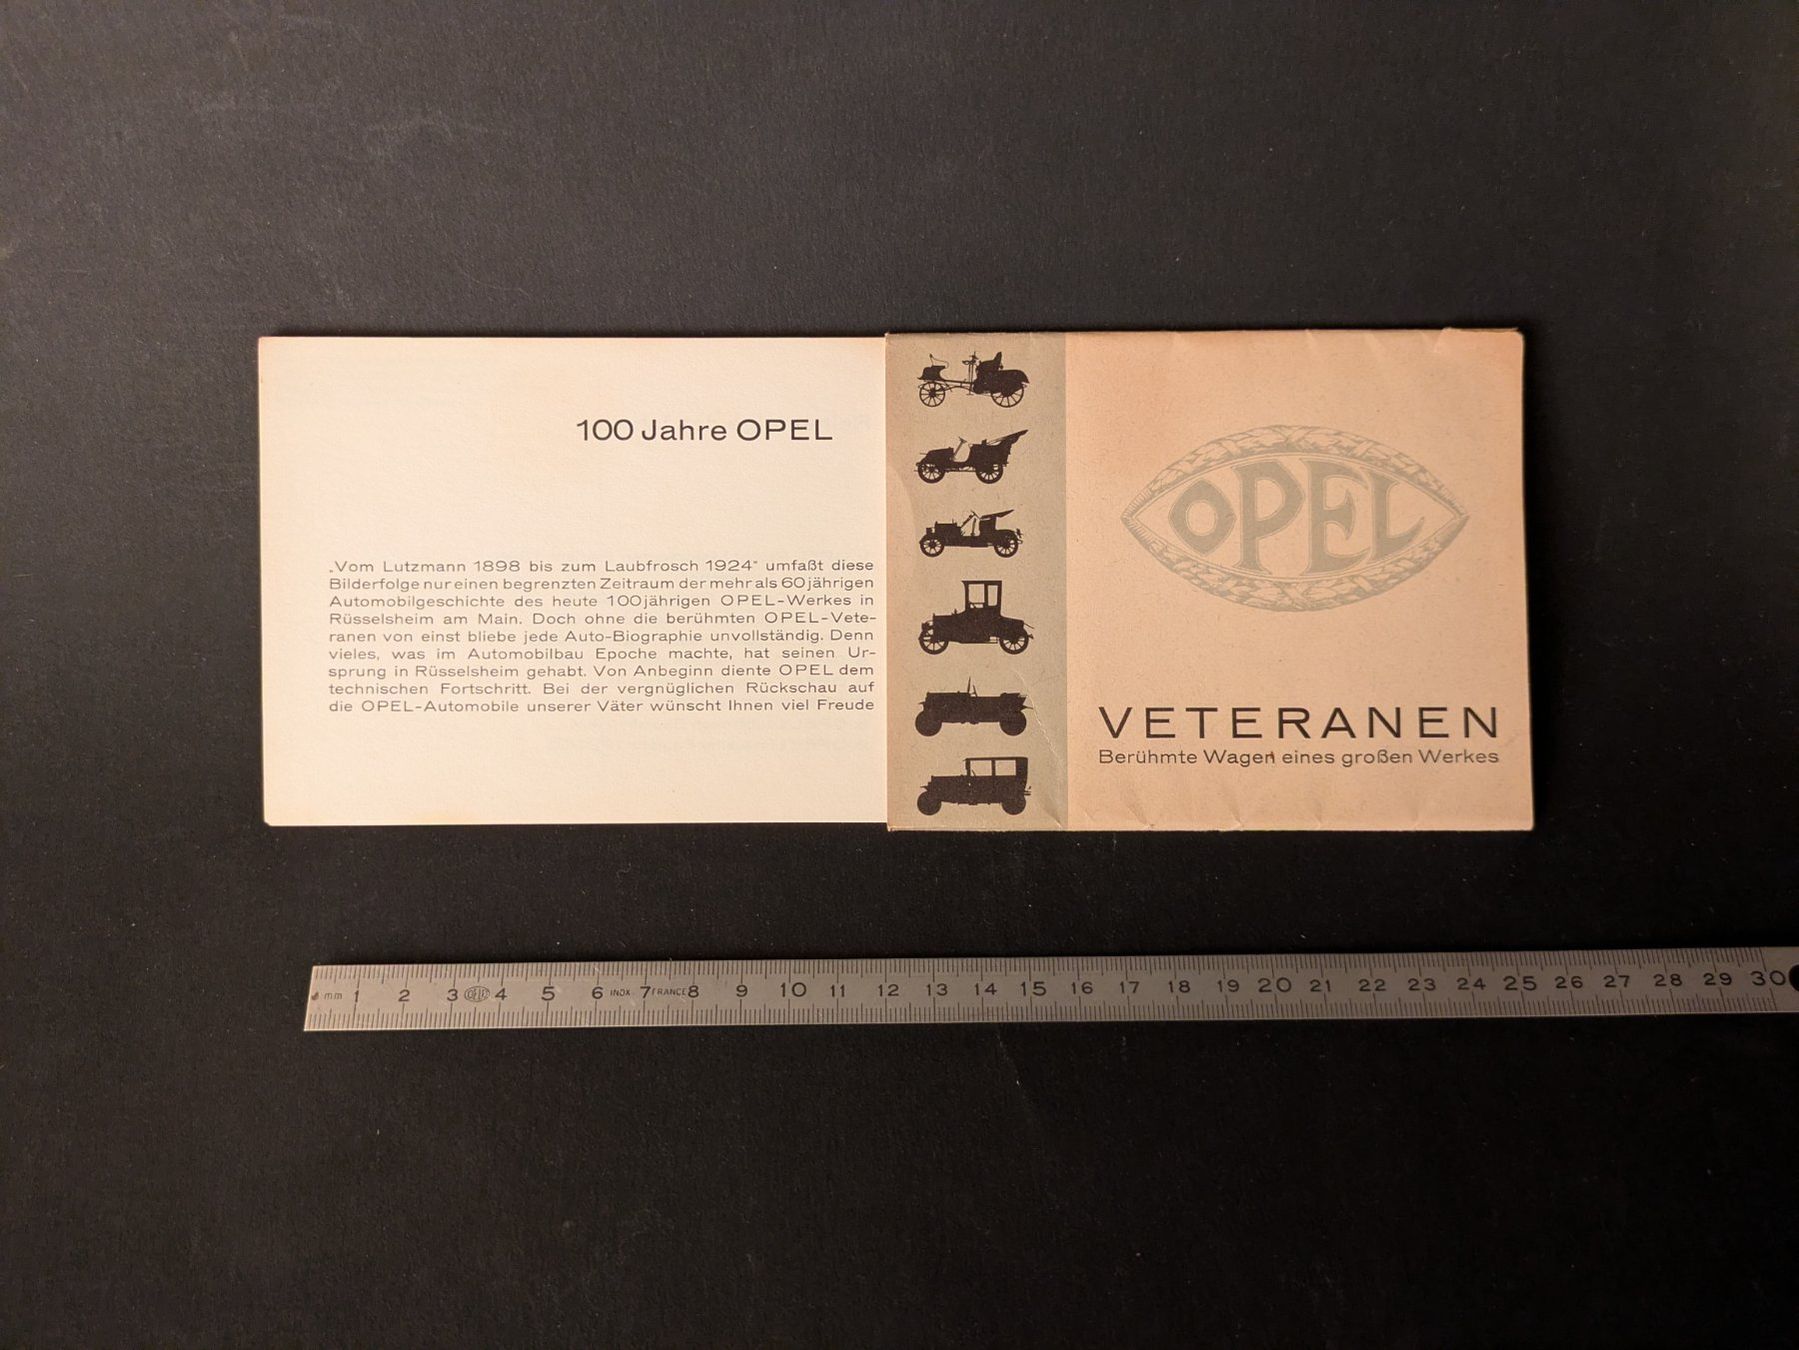 100 Jahre OPEL
„Vom Lutzmann 1898 bis zum Laubfrosch 1924“ umfaßt diese
Bilderfolge nur einen begrenzten Zeitraum der mehr als 60jährigen
Automobilgeschichte des heute 100jährigen OPEL-Werkes in
Rüsselsheim am Main. Doch ohne die berühmten OPEL-Vete-
ranen von einst bliebe jede Auto-Biographie unvollständig. Denn
vieles, was im Automobilbau Epoche machte, hat seinen Ur-
sprung in Rüsselsheim gehabt. Von Anbeginn diente OPEL dem
technischen Fortschritt. Bei der vergnüglichen Rückschau auf
die OPEL-Automobile unserer Väter wünscht Ihnen viel Freude
OPEL
VETERANEN
Berühmte Wagen eines großen Werkes
mm 1 2 3 4 5 6 INOX 7 FRANCE 8 9 10 11 12 13 14 15 16 17 18 19 20 21 22 23 24 25 26 27 28 29 30